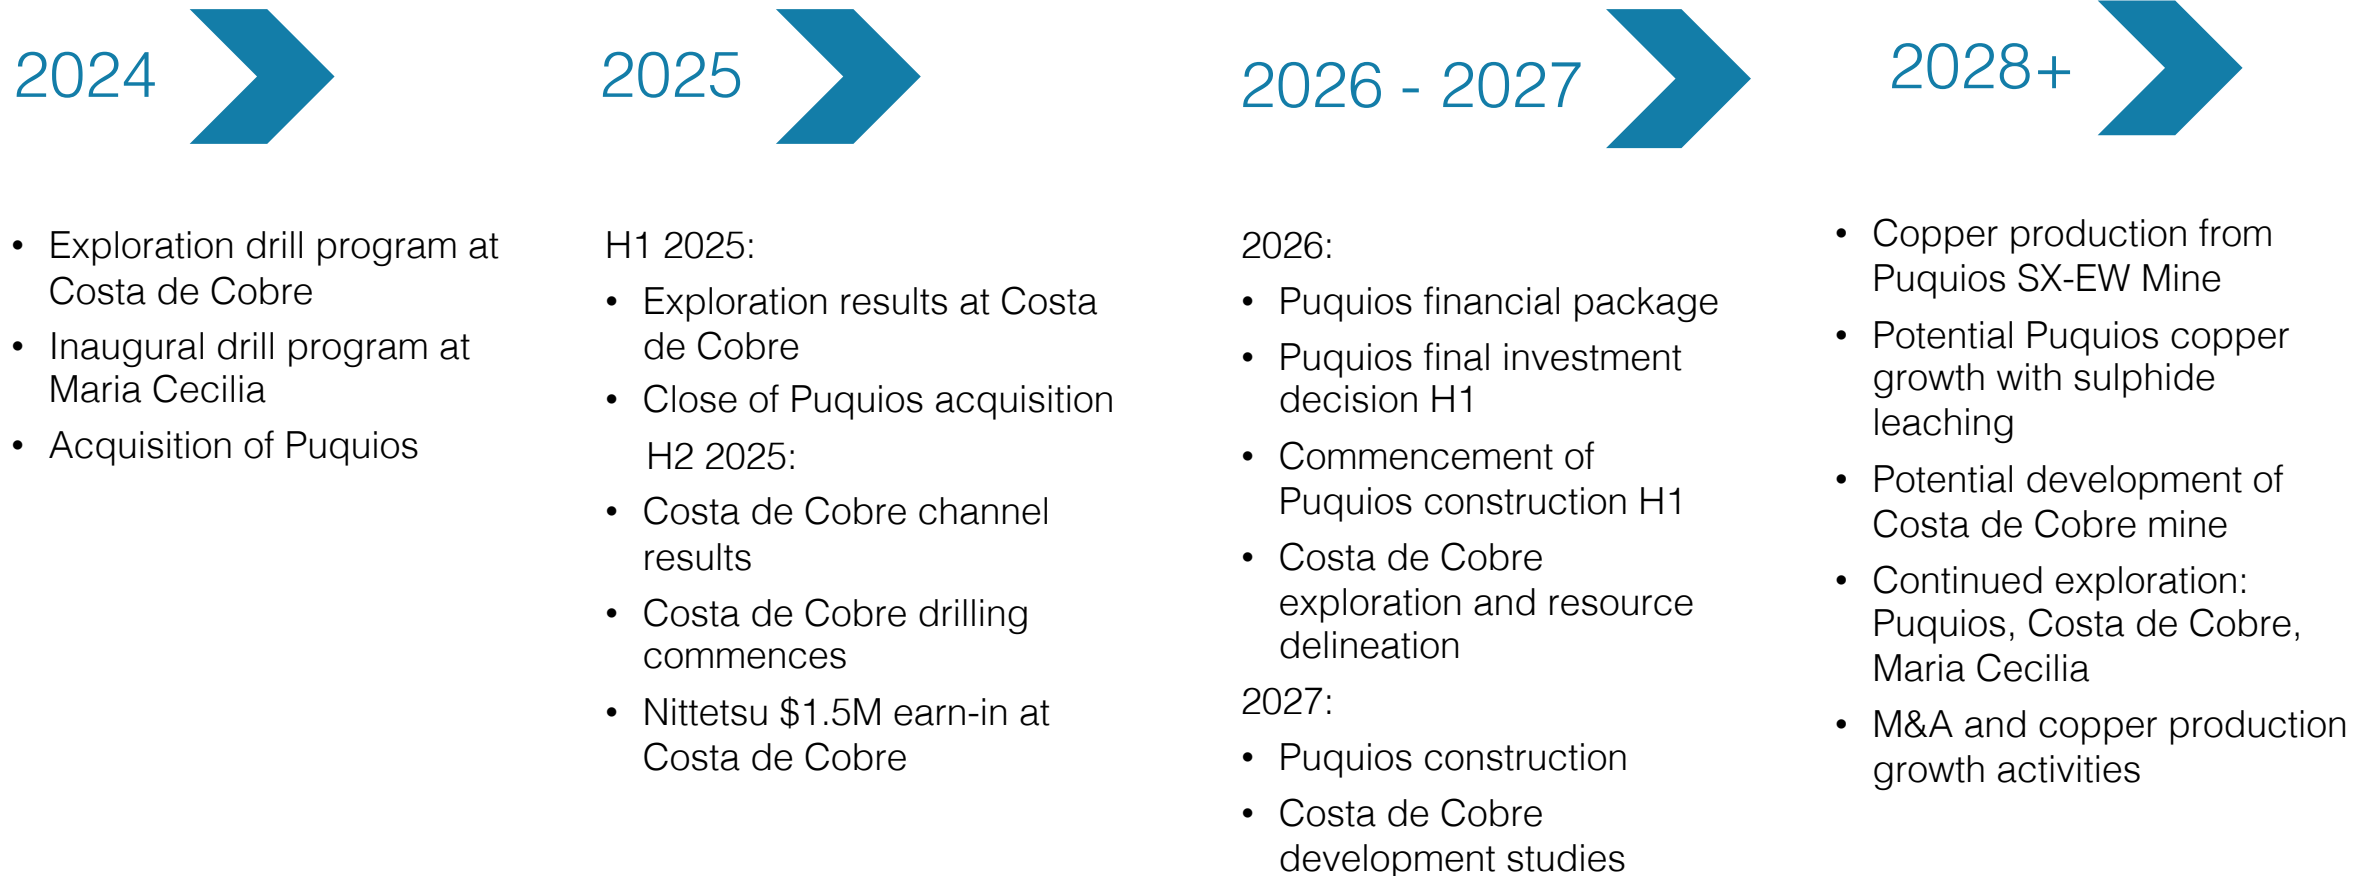 2024
• Exploration drill program at
Costa de Cobre
• Inaugural drill program at
Maria Cecilia
• Acquisition of Puquios
2025
H1 2025:
• Exploration results at Costa
de Cobre
• Close of Puquios acquisition
H2 2025:
• Costa de Cobre channel
results
• Costa de Cobre drilling
commences
• Nittetsu $1.5M earn-in at
Costa de Cobre
2026 - 2027
2026:
• Puquios financial package
• Puquios final investment
decision H1
• Commencement of
Puquios construction H1
• Costa de Cobre
exploration and resource
delineation
2027:
• Puquios construction
• Costa de Cobre
development studies
2028+
• Copper production from
Puquios SX-EW Mine
• Potential Puquios copper
growth with sulphide
leaching
• Potential development of
Costa de Cobre mine
• Continued exploration:
Puquios, Costa de Cobre,
Maria Cecilia
• M&A and copper production
growth activities